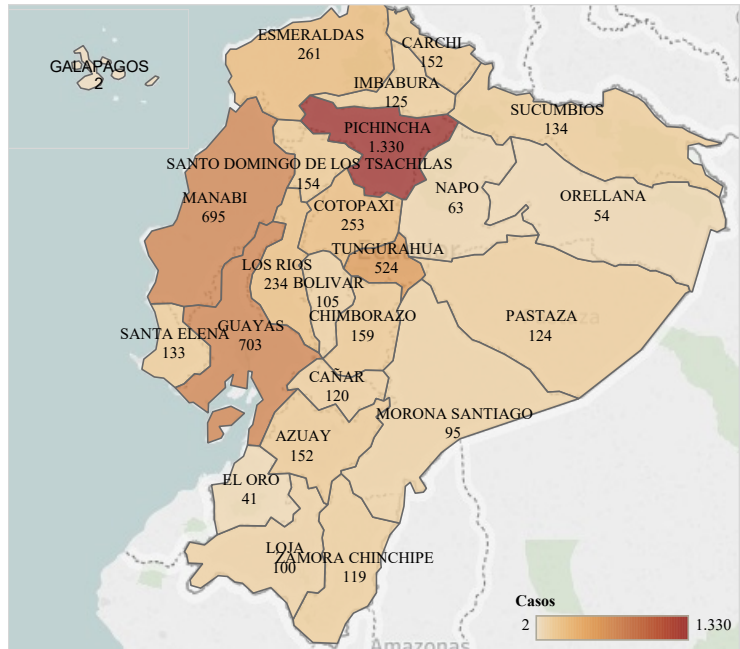 ESMERALDAS
261
CARCHI
152
GALAPAGOS
2
IMBABURA
125
SUCUMBIOS
134
PICHINCHA
1.330
SANTO DOMINGO DE LOS TSACHILAS
154
NAPO
63
ORELLANA
54
MANABI
695
COTOPAXI
253
TUNGURAHUA
524
LOS RIOS
234
BOLIVAR
105
CHIMBORAZO
159
PASTAZA
124
SANTA ELENA
133
GUAYAS
703
CAÑAR
120
MORONA SANTIAGO
95
AZUAY
152
EL ORO
41
LOJA
100
ZAMORA CHINCHIPE
119
Casos
2
1.330
Amazonas